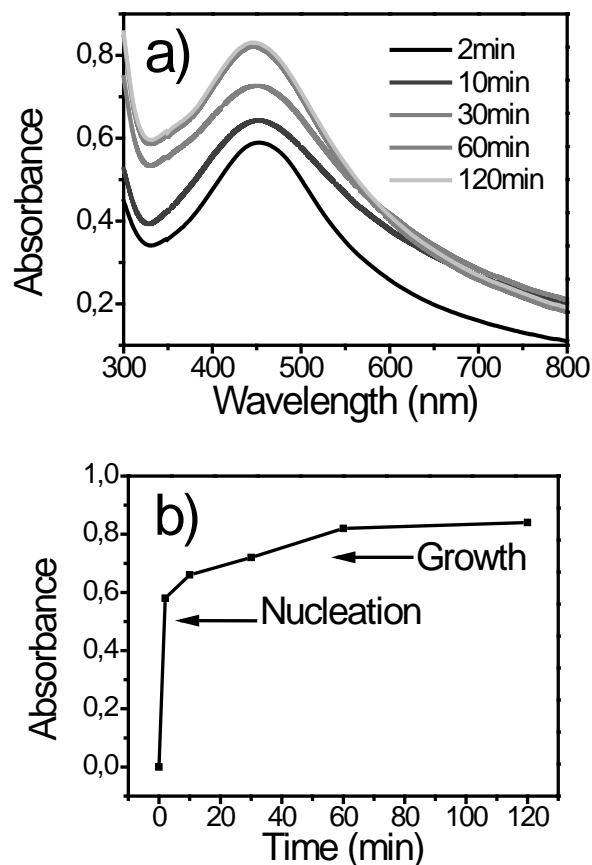 a)
2min
10min
30min
60min
120min
0,8
0,6
0,4
0,2
Absorbance
300 400 500 600 700 800
Wavelength (nm)
b)
1,0
0,8
0,6
0,4
0,2
0,0
Absorbance
Growth
Nucleation
0 20 40 60 80 100 120
Time (min)